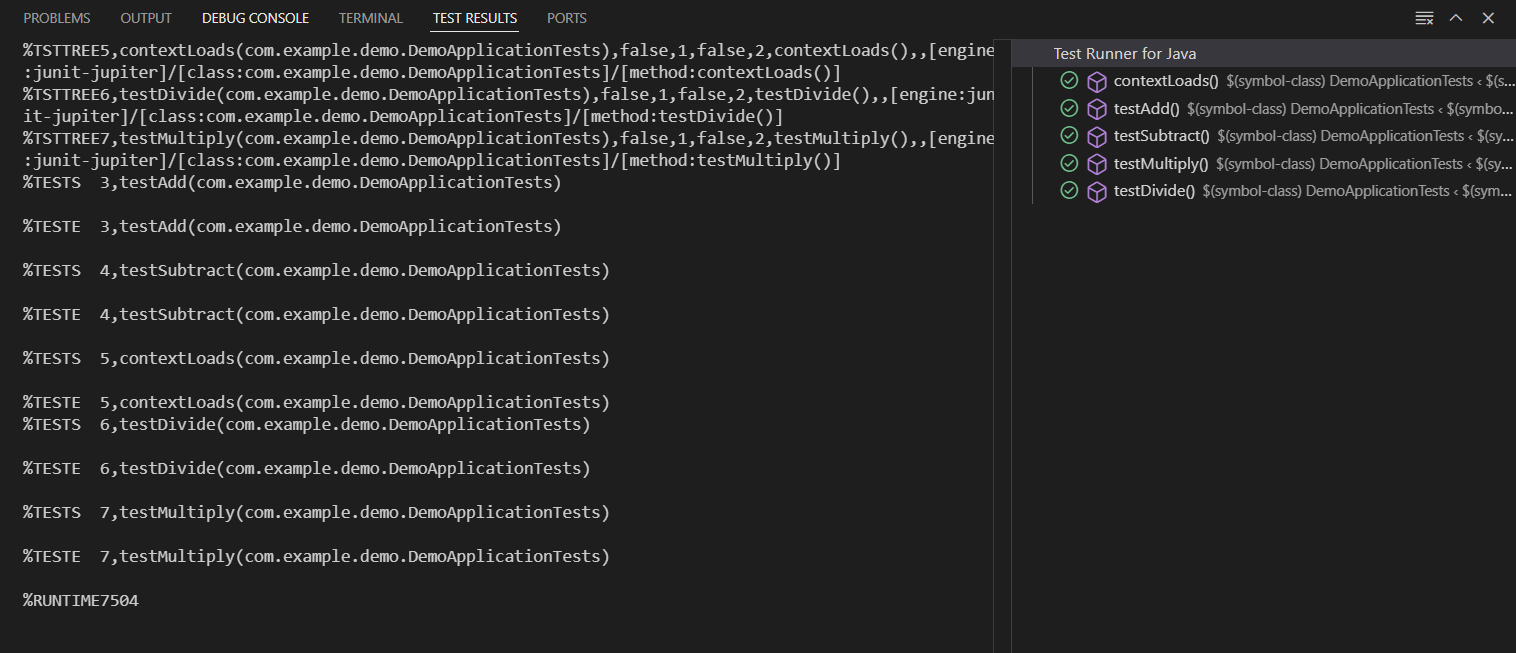 PROBLEMS OUTPUT DEBUG CONSOLE TERMINAL TEST RESULTS PORTS
%TSTTREE5,contextLoads(com.example.demo.DemoApplicationTests),false,1,false,2,contextLoads(),,[engine
:junit-jupiter]/[class:com.example.demo.DemoApplicationTests]/[method:contextLoads()]
%TSTTREE6,testDivide(com.example.demo.DemoApplicationTests),false,1,false,2,testDivide(),,[engine:jun
it-jupiter]/[class:com.example.demo.DemoApplicationTests]/[method:testDivide()]
%TSTTREE7,testMultiply(com.example.demo.DemoApplicationTests),false,1,false,2,testMultiply(),,[engine
:junit-jupiter]/[class:com.example.demo.DemoApplicationTests]/[method:testMultiply()]
%TESTS  3,testAdd(com.example.demo.DemoApplicationTests)
%TESTE  3,testAdd(com.example.demo.DemoApplicationTests)
%TESTS  4,testSubtract(com.example.demo.DemoApplicationTests)
%TESTE  4,testSubtract(com.example.demo.DemoApplicationTests)
%TESTS  5,contextLoads(com.example.demo.DemoApplicationTests)
%TESTE  5,contextLoads(com.example.demo.DemoApplicationTests)
%TESTS  6,testDivide(com.example.demo.DemoApplicationTests)
%TESTE  6,testDivide(com.example.demo.DemoApplicationTests)
%TESTS  7,testMultiply(com.example.demo.DemoApplicationTests)
%TESTE  7,testMultiply(com.example.demo.DemoApplicationTests)
%RUNTIME7504
Test Runner for Java
contextLoads() $(symbol-class) DemoApplicationTests ‹ $(s...
testAdd() $(symbol-class) DemoApplicationTests ‹ $(symbo...
testSubtract() $(symbol-class) DemoApplicationTests ‹ $(sy...
testMultiply() $(symbol-class) DemoApplicationTests ‹ $(sy...
testDivide() $(symbol-class) DemoApplicationTests ‹ $(sym...